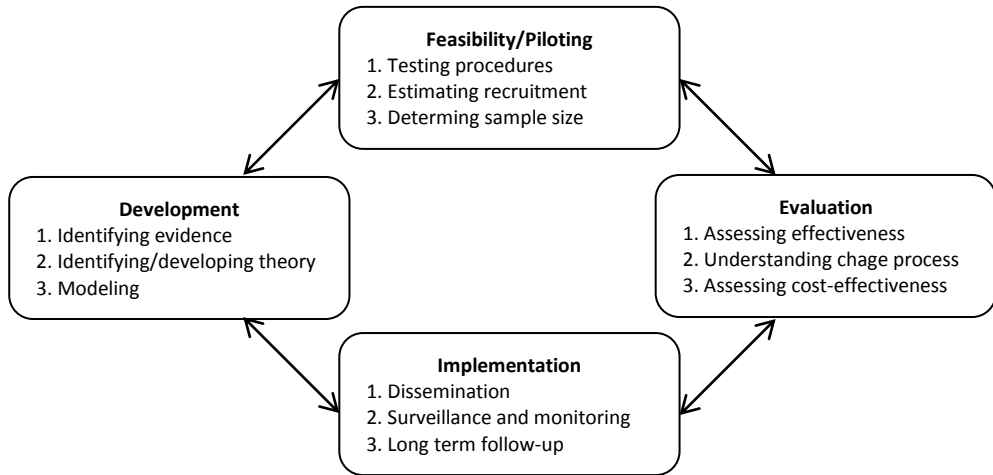 Feasibility/Piloting
1. Testing procedures
2. Estimating recruitment
3. Determing sample size
Development
1. Identifying evidence
2. Identifying/developing theory
3. Modeling
Evaluation
1. Assessing effectiveness
2. Understanding chage process
3. Assessing cost-effectiveness
Implementation
1. Dissemination
2. Surveillance and monitoring
3. Long term follow-up